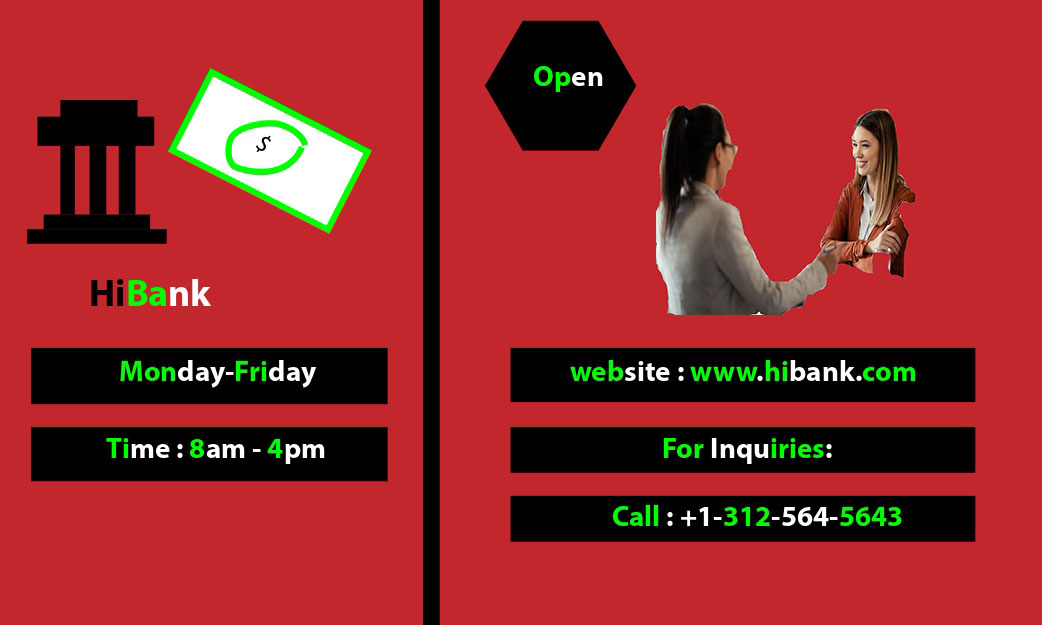 $
HiBank
Monday-Friday
Time : 8am - 4pm
Open
website : www.hibank.com
For Inquiries:
Call : +1-312-564-5643